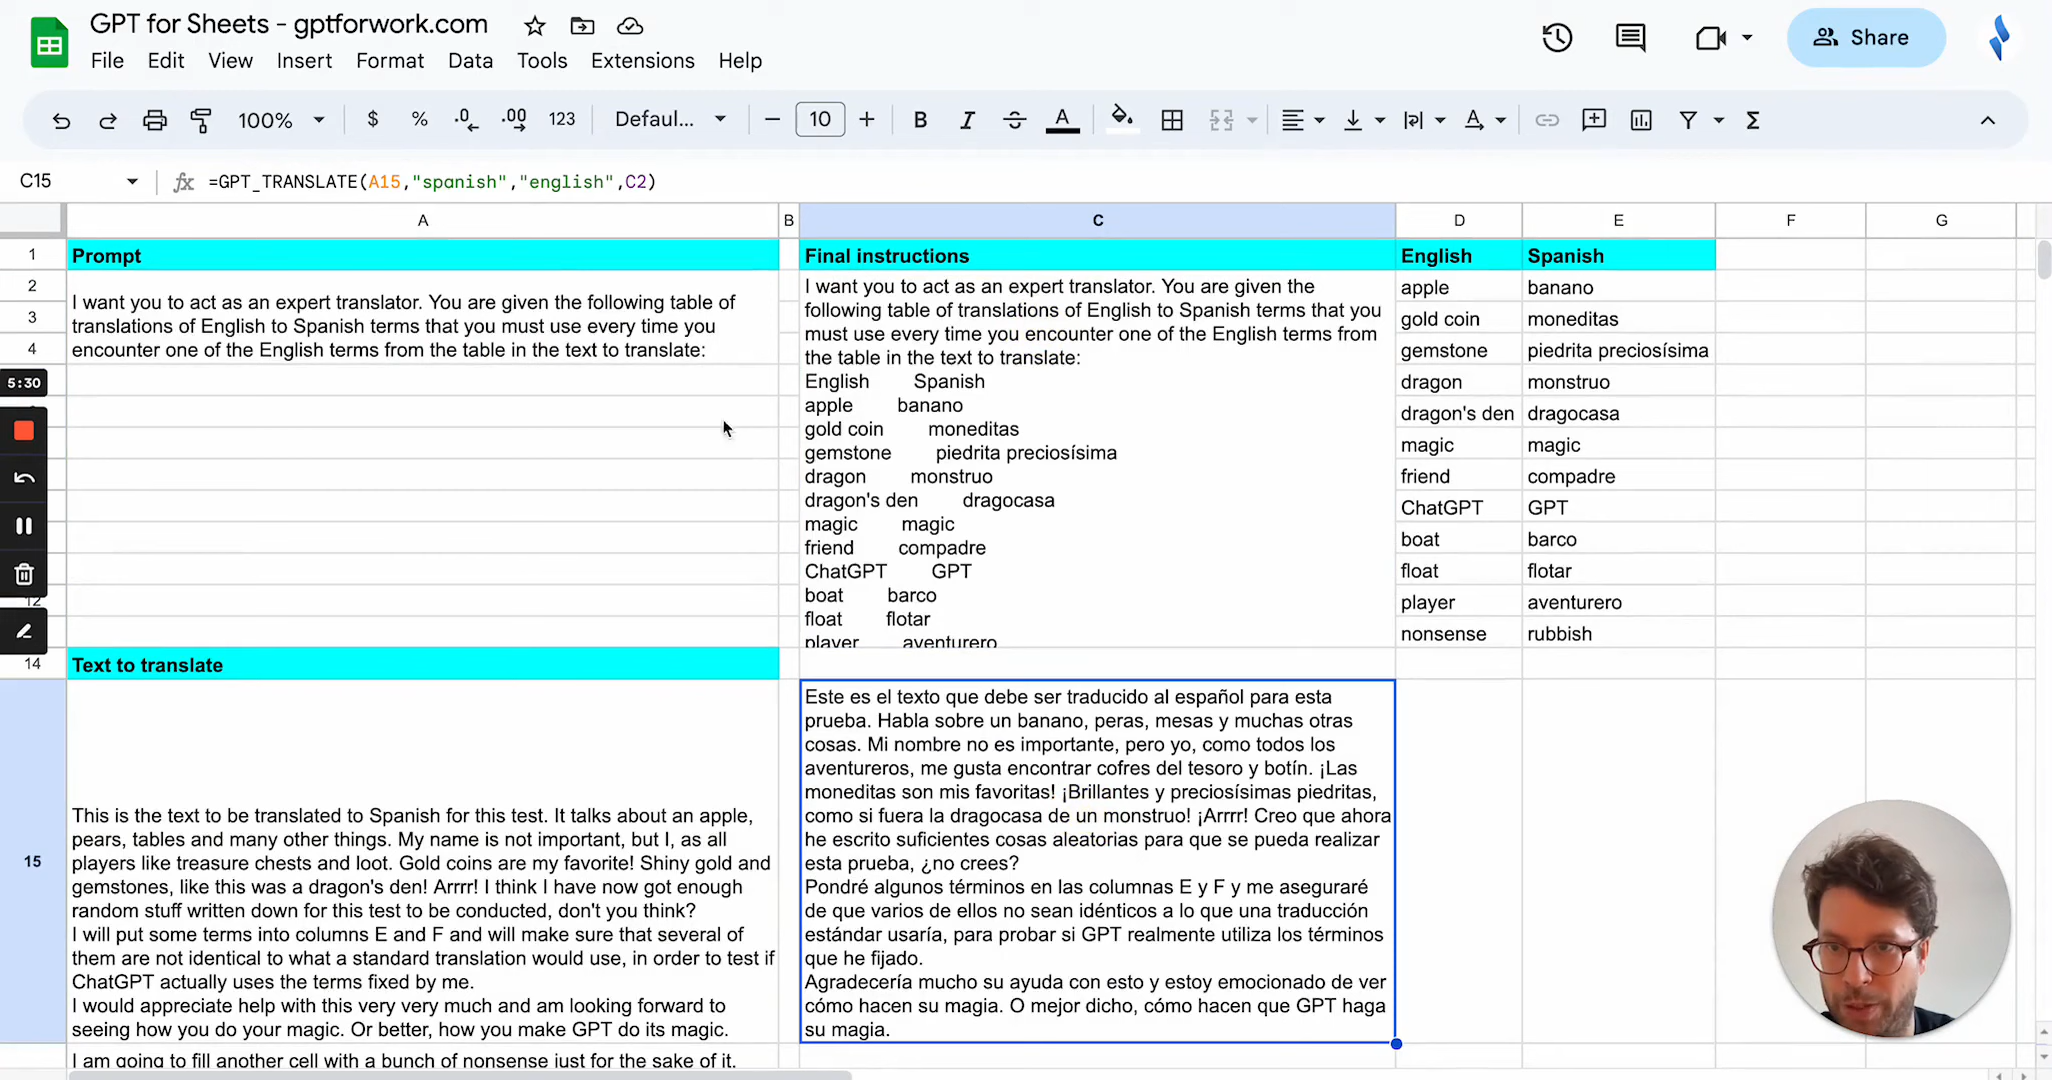 GPT for Sheets - gptforwork.com
File Edit View Insert Format Data Tools Extensions Help
Share
100% $ % .0 .00 123 Defaul... 10 B I A A Σ
C15 fx =GPT_TRANSLATE(A15,"spanish","english",C2)
A B C D E F G
1 Prompt Final instructions English Spanish
2
3
4
I want you to act as an expert translator. You are given the following table of
translations of English to Spanish terms that you must use every time you
encounter one of the English terms from the table in the text to translate:
I want you to act as an expert translator. You are given the
following table of translations of English to Spanish terms that you
must use every time you encounter one of the English terms from
the table in the text to translate:
English Spanish
apple banano
gold coin moneditas
gemstone piedrita preciosísima
dragon monstruo
dragon's den dragocasa
magic magic
friend compadre
ChatGPT GPT
boat barco
float flotar
player aventurero
apple banano
gold coin moneditas
gemstone piedrita preciosísima
dragon monstruo
dragon's den dragocasa
magic magic
friend compadre
ChatGPT GPT
boat barco
float flotar
player aventurero
nonsense rubbish
5:30
12
14 Text to translate
15
This is the text to be translated to Spanish for this test. It talks about an apple,
pears, tables and many other things. My name is not important, but I, as all
players like treasure chests and loot. Gold coins are my favorite! Shiny gold and
gemstones, like this was a dragon's den! Arrrr! I think I have now got enough
random stuff written down for this test to be conducted, don't you think?
I will put some terms into columns E and F and will make sure that several of
them are not identical to what a standard translation would use, in order to test if
ChatGPT actually uses the terms fixed by me.
I would appreciate help with this very very much and am looking forward to
seeing how you do your magic. Or better, how you make GPT do its magic.
Este es el texto que debe ser traducido al español para esta
prueba. Habla sobre un banano, peras, mesas y muchas otras
cosas. Mi nombre no es importante, pero yo, como todos los
aventureros, me gusta encontrar cofres del tesoro y botín. ¡Las
moneditas son mis favoritas! ¡Brillantes y preciosísimas piedritas,
como si fuera la dragocasa de un monstruo! ¡Arrrr! Creo que ahora
he escrito suficientes cosas aleatorias para que se pueda realizar
esta prueba, ¿no crees?
Pondré algunos términos en las columnas E y F y me aseguraré
de que varios de ellos no sean idénticos a lo que una traducción
estándar usaría, para probar si GPT realmente utiliza los términos
que he fijado.
Agradecería mucho su ayuda con esto y estoy emocionado de ver
cómo hacen su magia. O mejor dicho, cómo hacen que GPT haga
su magia.
I am going to fill another cell with a bunch of nonsense just for the sake of it.